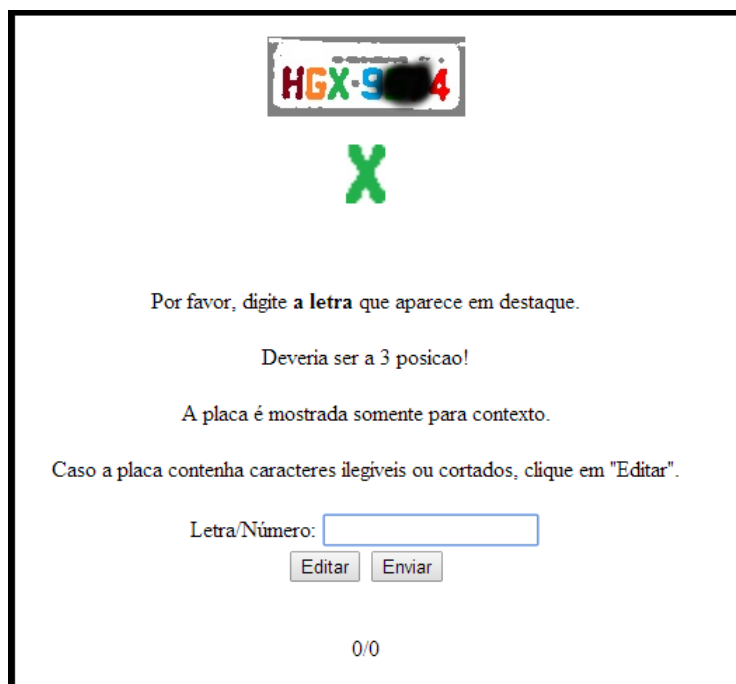 HGX-9 4
X
Por favor, digite a letra que aparece em destaque.
Deveria ser a 3 posicao!
A placa é mostrada somente para contexto.
Caso a placa contenha caracteres ilegíveis ou cortados, clique em "Editar".
Letra/Número:
Editar Enviar
0/0